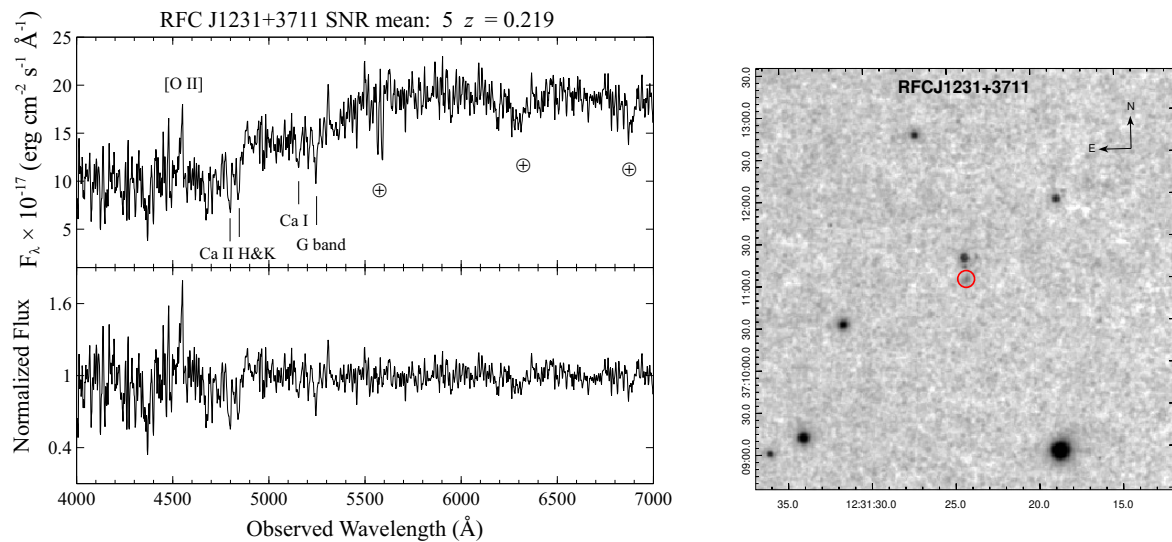 RFC J1231+3711 SNR mean: 5 z = 0.219
F_λ × 10⁻¹⁷ (erg cm⁻² s⁻¹ Å⁻¹)
25
20
15
10
5
[O II]
Ca II H&K
Ca I
G band
⊕
⊕
⊕
Normalized Flux
1.6
1
0.4
4000 4500 5000 5500 6000 6500 7000
Observed Wavelength (Å)
RFCJ1231+3711
N
E
30.0
13:00.0
30.0
12:00.0
30.0
11:00.0
30.0
37:10:00.0
30.0
09:00.0
35.0 12:31:30.0 25.0 20.0 15.0